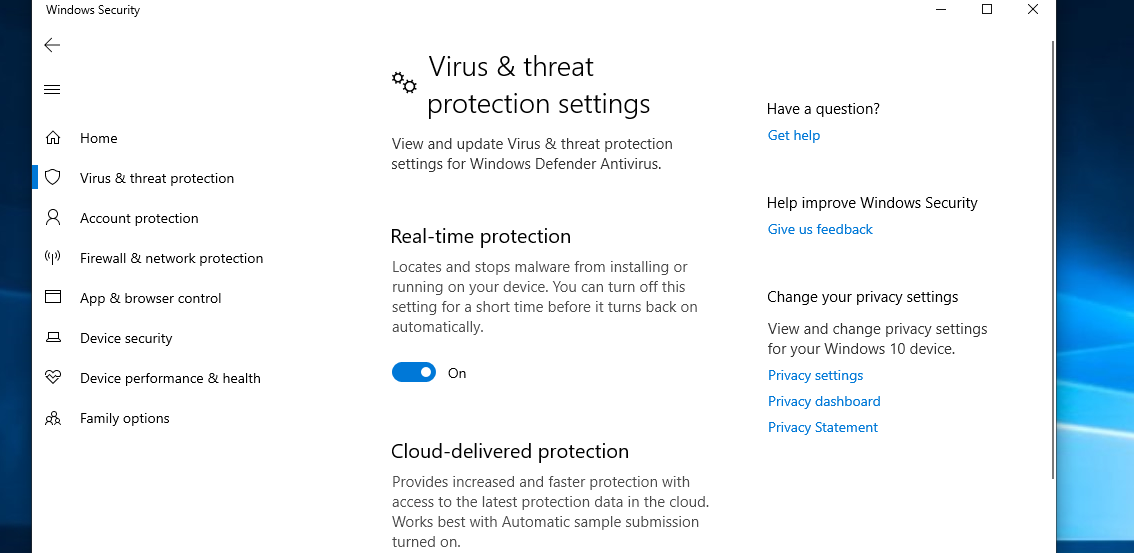 Windows Security
Home
Virus & threat protection
Account protection
Firewall & network protection
App & browser control
Device security
Device performance & health
Family options
Virus & threat
protection settings
View and update Virus & threat protection
settings for Windows Defender Antivirus.
Real-time protection
Locates and stops malware from installing or
running on your device. You can turn off this
setting for a short time before it turns back on
automatically.
On
Cloud-delivered protection
Provides increased and faster protection with
access to the latest protection data in the cloud.
Works best with Automatic sample submission
turned on.
Have a question?
Get help
Help improve Windows Security
Give us feedback
Change your privacy settings
View and change privacy settings
for your Windows 10 device.
Privacy settings
Privacy dashboard
Privacy Statement